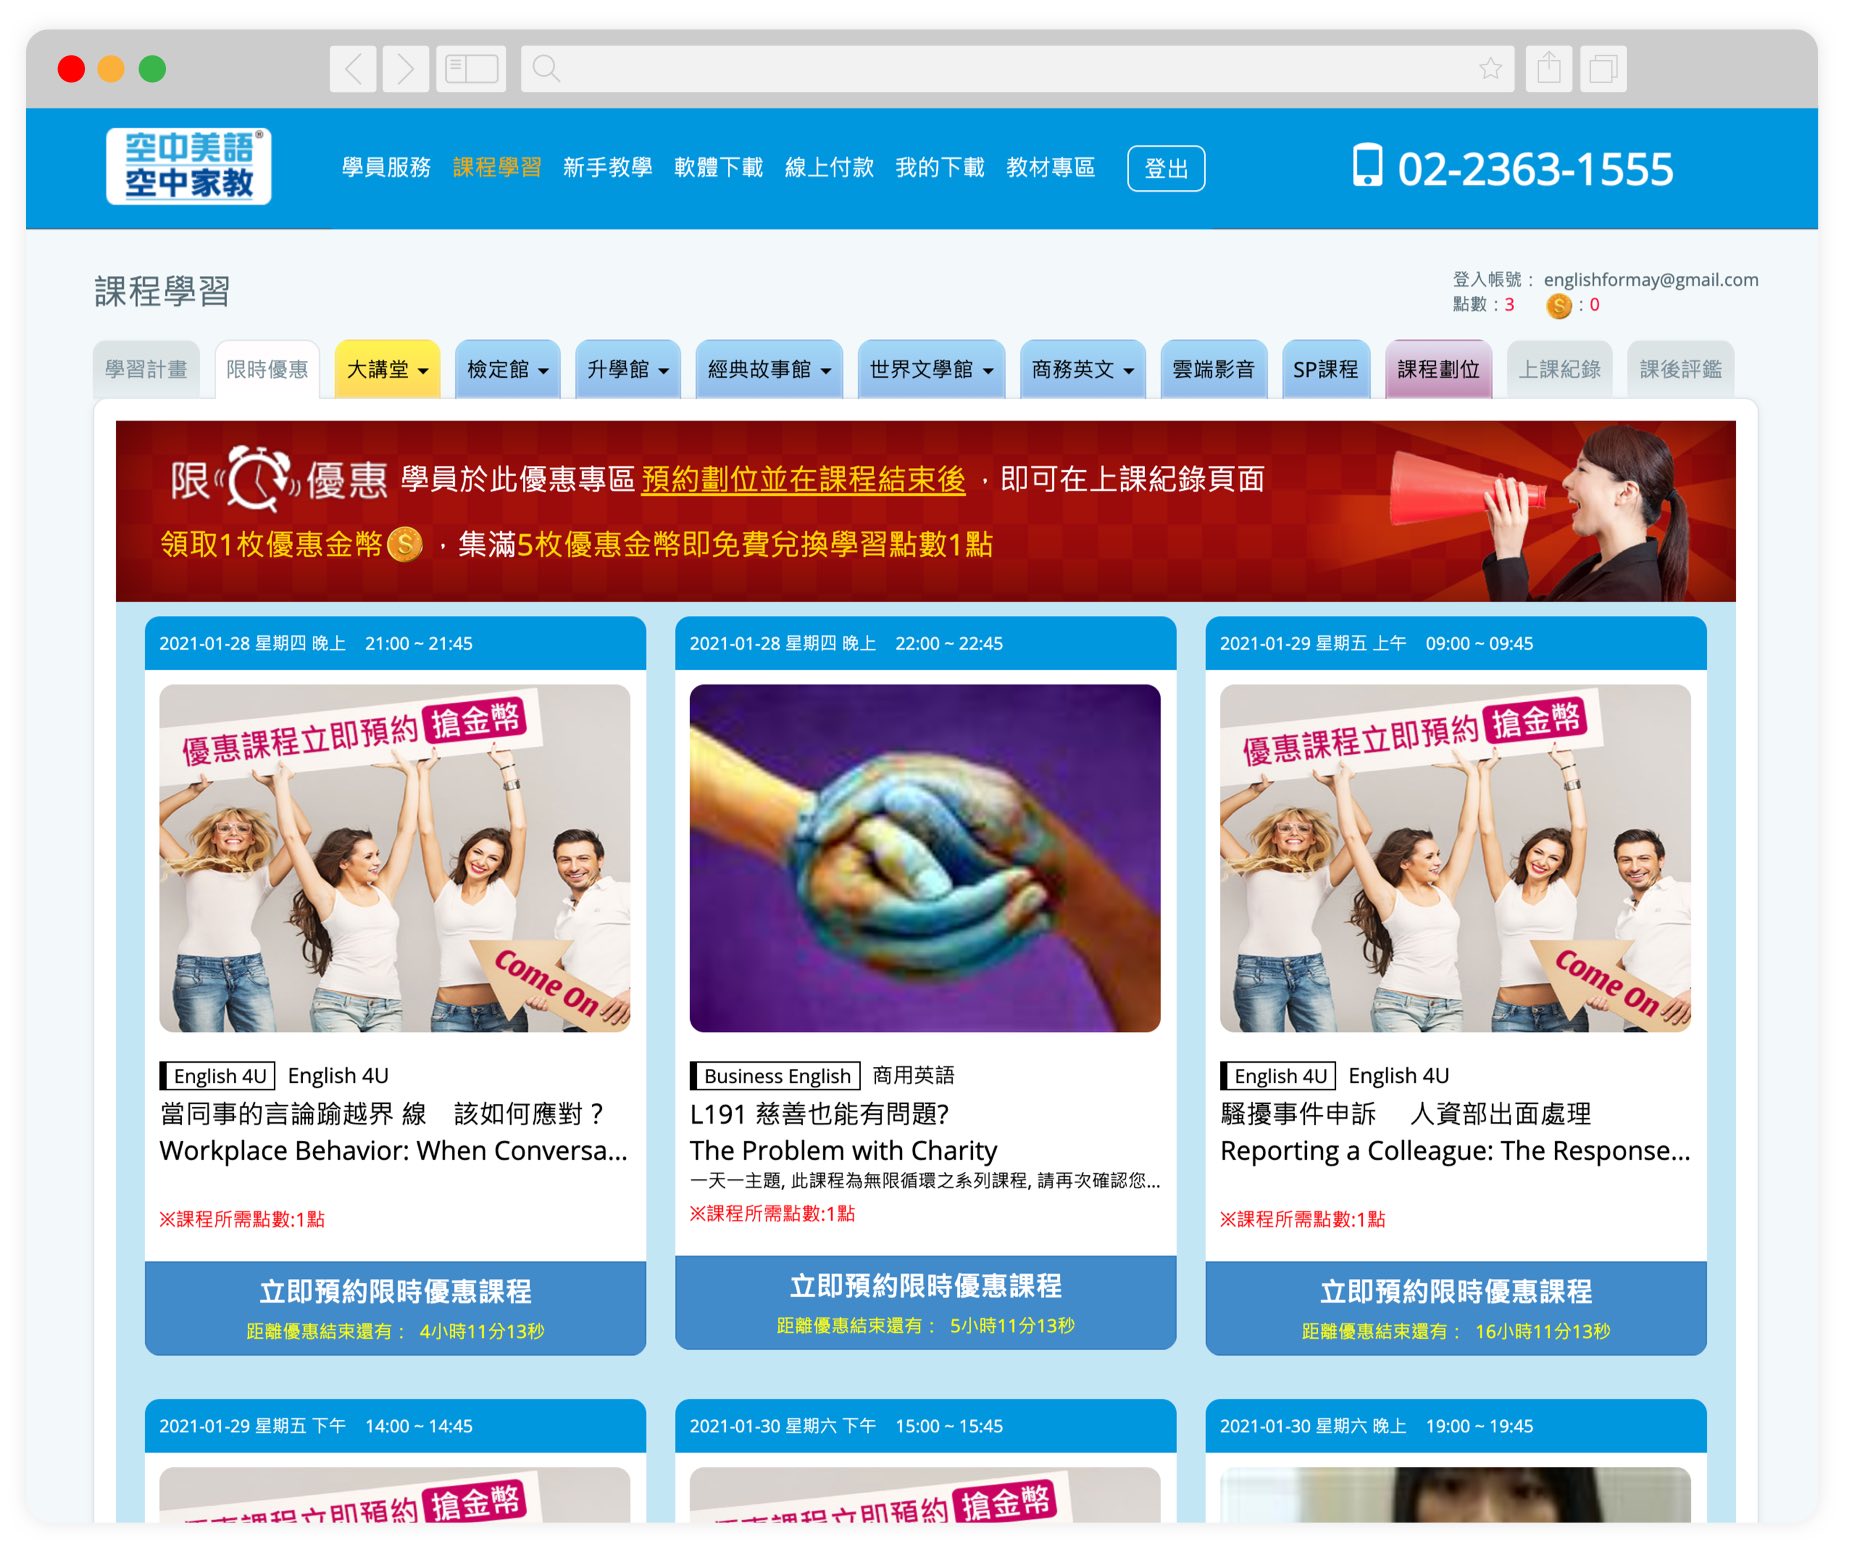 空中美語®
空中家教
學員服務 課程學習 新手教學 軟體下載 線上付款 我的下載 教材專區 登出
02-2363-1555
課程學習
登入帳號： englishformay@gmail.com
點數：3 ：0
學習計畫 限時優惠 大講堂 檢定館 升學館 經典故事館 世界文學館 商務英文 雲端影音 SP課程 課程劃位 上課紀錄 課後評鑑
限 優惠 學員於此優惠專區 預約劃位並在課程結束後，即可在上課紀錄頁面
領取1枚優惠金幣 ，集滿5枚優惠金幣即免費兌換學習點數1點
2021-01-28 星期四 晚上 21:00 ~ 21:45
優惠課程立即預約 搶金幣
Come On
English 4U English 4U
當同事的言論踰越界 線 該如何應對？
Workplace Behavior: When Conversa...
※課程所需點數:1點
立即預約限時優惠課程
距離優惠結束還有： 4小時11分13秒
2021-01-28 星期四 晚上 22:00 ~ 22:45
Business English 商用英語
L191 慈善也能有問題?
The Problem with Charity
一天一主題, 此課程為無限循環之系列課程, 請再次確認您...
※課程所需點數:1點
立即預約限時優惠課程
距離優惠結束還有： 5小時11分13秒
2021-01-29 星期五 上午 09:00 ~ 09:45
優惠課程立即預約 搶金幣
Come On
English 4U English 4U
騷擾事件申訴 人資部出面處理
Reporting a Colleague: The Response...
※課程所需點數:1點
立即預約限時優惠課程
距離優惠結束還有： 16小時11分13秒
2021-01-29 星期五 下午 14:00 ~ 14:45
優惠課程立即預約 搶金幣
2021-01-30 星期六 下午 15:00 ~ 15:45
優惠課程立即預約 搶金幣
2021-01-30 星期六 晚上 19:00 ~ 19:45